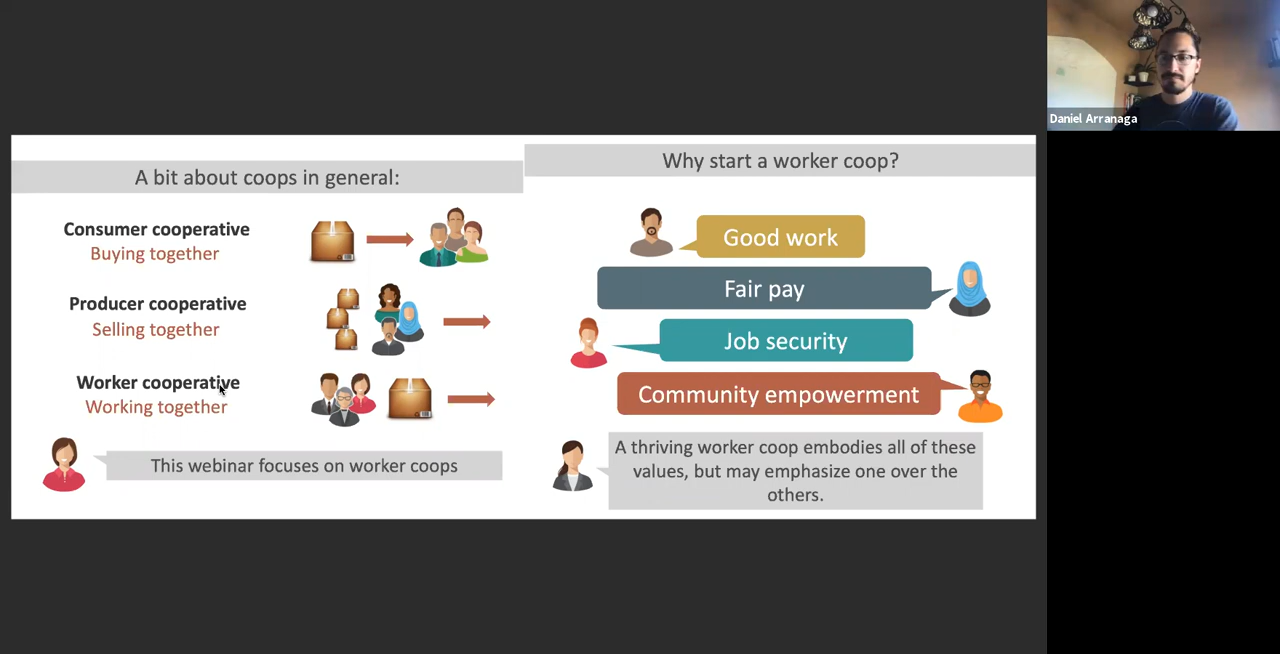 A bit about coops in general:
Consumer cooperative
Buying together
Producer cooperative
Selling together
Worker cooperative
Working together
This webinar focuses on worker coops
Why start a worker coop?
Good work
Fair pay
Job security
Community empowerment
A thriving worker coop embodies all of these
values, but may emphasize one over the
others.
Daniel Arranaga